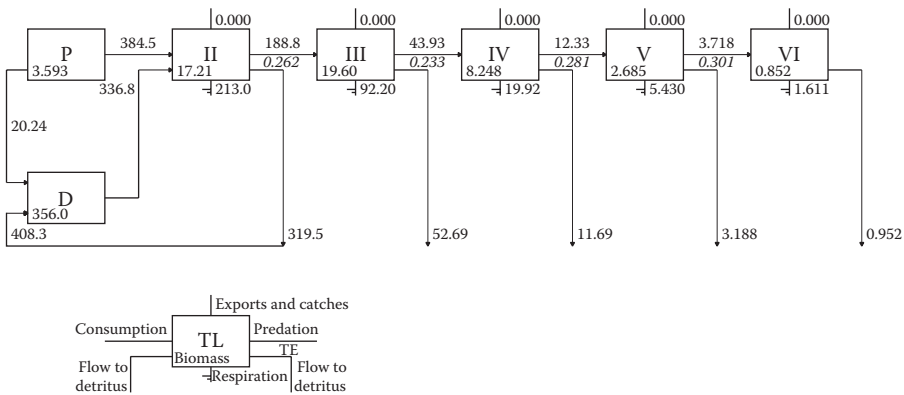 0.000 0.000 0.000 0.000 0.000
P 384.5 II 188.8 III 43.93 IV 12.33 V 3.718 VI
3.593 17.21 0.262 19.60 0.233 8.248 0.281 2.685 0.301 0.852
336.8 213.0 92.20 19.92 5.430 1.611
20.24
D
356.0
408.3 319.5 52.69 11.69 3.188 0.952
Exports and catches
Consumption TL Predation
Biomass TE
Flow to detritus Respiration Flow to detritus